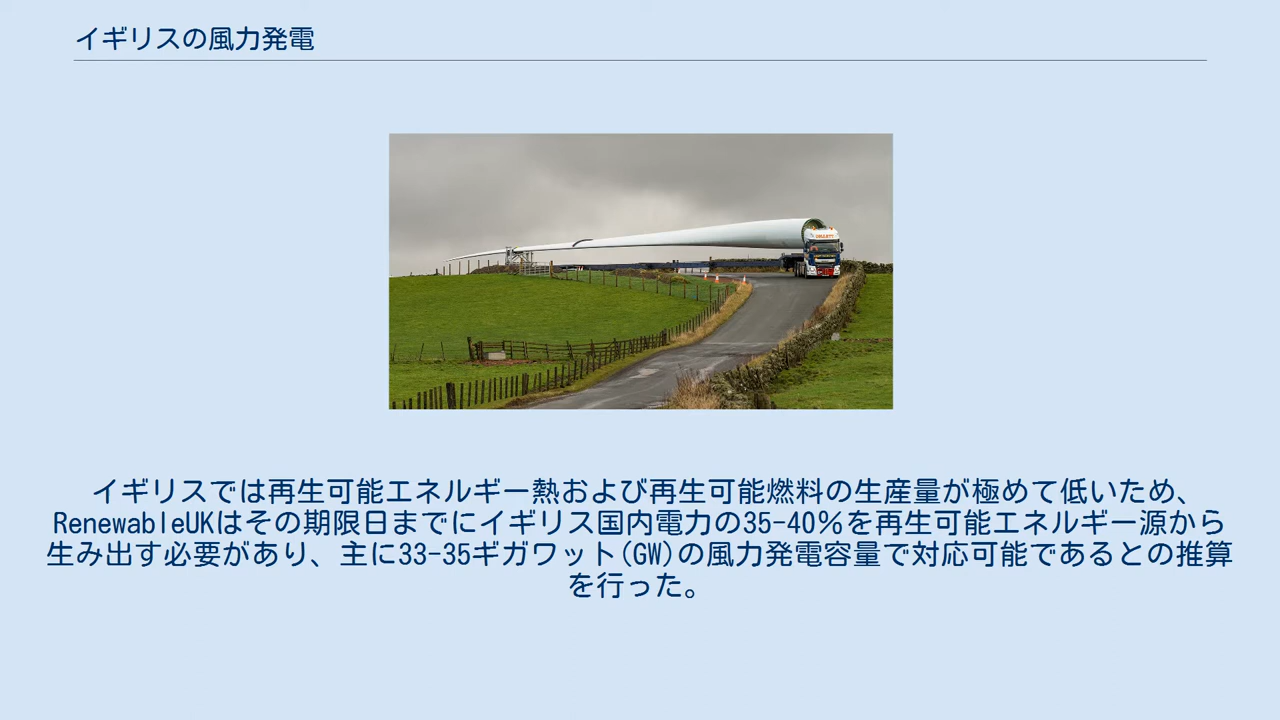 イギリスの風力発電
イギリスでは再生可能エネルギー熱および再生可能燃料の生産量が極めて低いため、
RenewableUKはその期限日までにイギリス国内電力の35-40%を再生可能エネルギー源から
生み出す必要があり、主に33-35ギガワット(GW)の風力発電容量で対応可能であるとの推算
を行った。